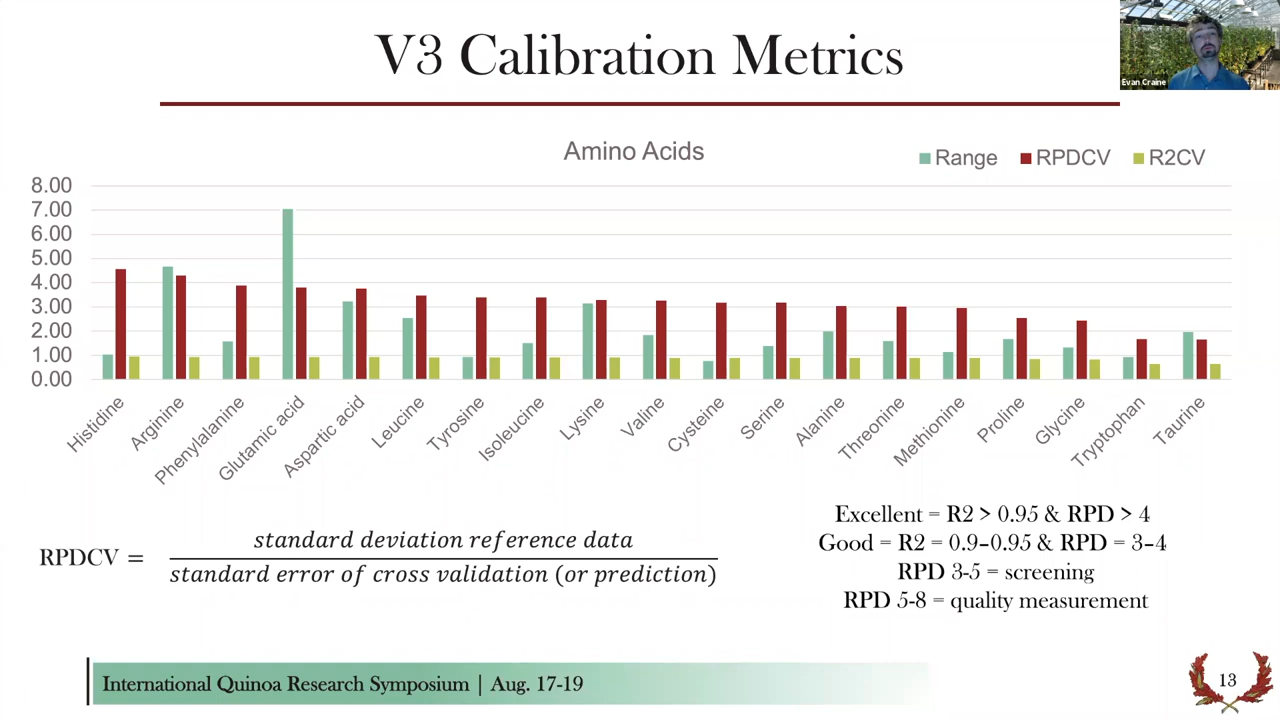 V3 Calibration Metrics
Evan Craine
Amino Acids
Range
RPDCV
R2CV
8.00
7.00
6.00
5.00
4.00
3.00
2.00
1.00
0.00
Histidine
Arginine
Phenylalanine
Glutamic acid
Aspartic acid
Leucine
Tyrosine
Isoleucine
Lysine
Valine
Cysteine
Serine
Alanine
Threonine
Methionine
Proline
Glycine
Tryptophan
Taurine
RPDCV =
standard deviation reference data
standard error of cross validation (or prediction)
Excellent = R2 > 0.95 & RPD > 4
Good = R2 = 0.9–0.95 & RPD = 3–4
RPD 3-5 = screening
RPD 5-8 = quality measurement
International Quinoa Research Symposium | Aug. 17-19
13